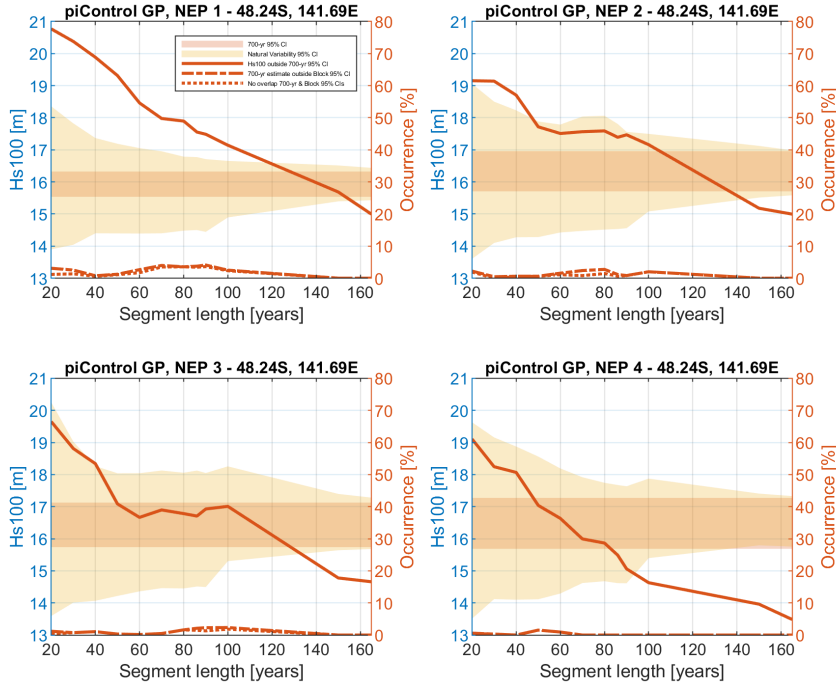 piControl GP, NEP 1 - 48.24S, 141.69E
21
20
19
18
17
16
15
14
13
Hs100 [m]
80
70
60
50
40
30
20
10
0
Occurrence [%]
700-yr 95% CI
Natural Variability 95% CI
Hs100 outside 700-yr 95% CI
700-yr estimate outside Block 95% CI
No overlap 700-yr & Block 95% CIs
20 40 60 80 100 120 140 160
Segment length [years]
piControl GP, NEP 2 - 48.24S, 141.69E
21
20
19
18
17
16
15
14
13
Hs100 [m]
80
70
60
50
40
30
20
10
0
Occurrence [%]
20 40 60 80 100 120 140 160
Segment length [years]
piControl GP, NEP 3 - 48.24S, 141.69E
21
20
19
18
17
16
15
14
13
Hs100 [m]
80
70
60
50
40
30
20
10
0
Occurrence [%]
20 40 60 80 100 120 140 160
Segment length [years]
piControl GP, NEP 4 - 48.24S, 141.69E
21
20
19
18
17
16
15
14
13
Hs100 [m]
80
70
60
50
40
30
20
10
0
Occurrence [%]
20 40 60 80 100 120 140 160
Segment length [years]